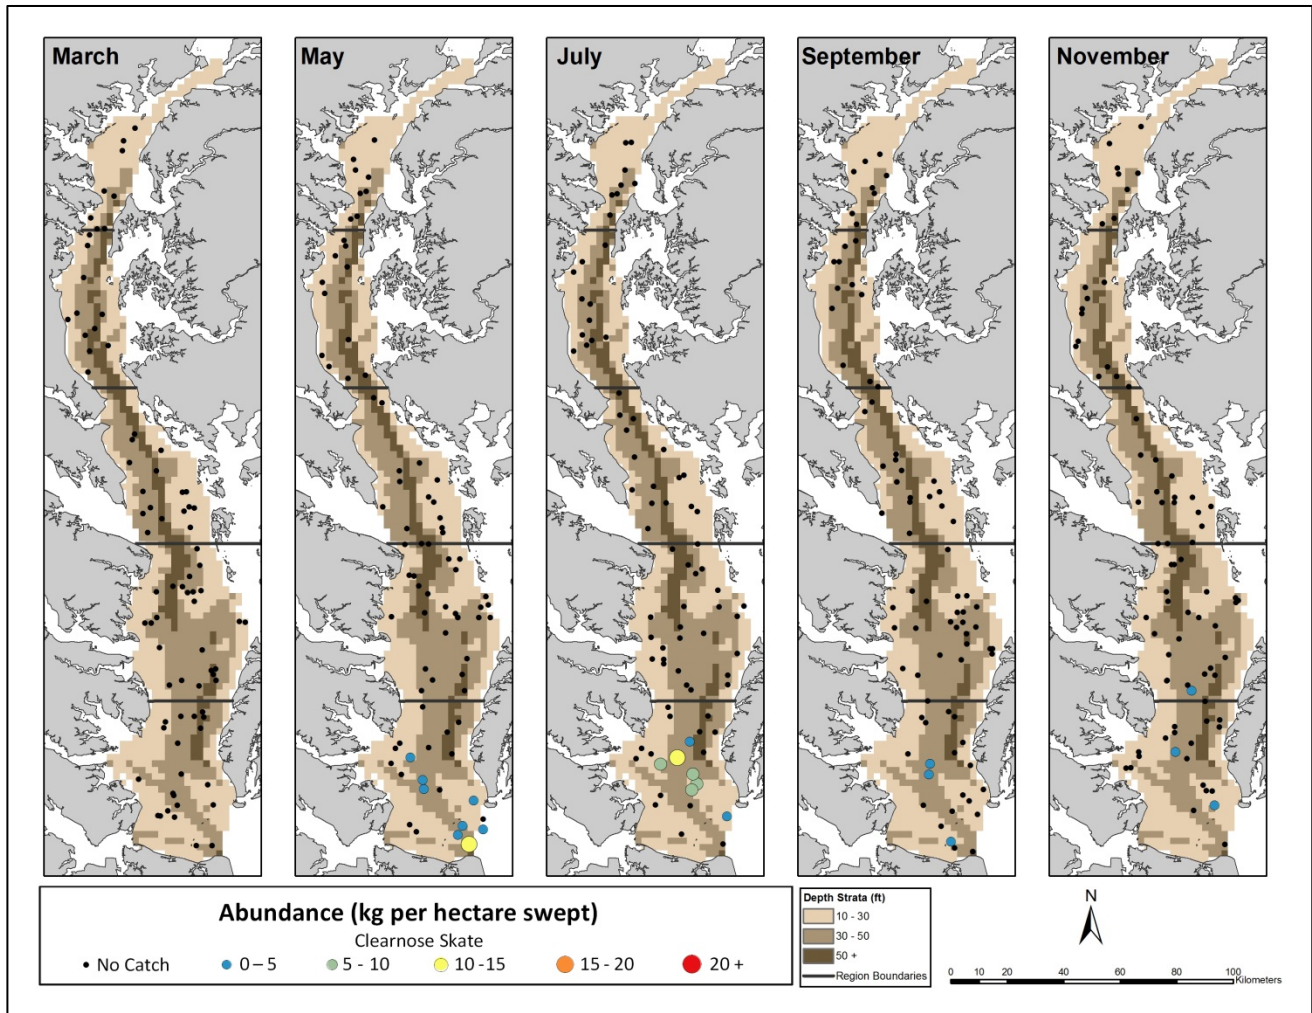 March
May
July
September
November
Abundance (kg per hectare swept)
Clearnose Skate
No Catch
0 – 5
5 - 10
10 -15
15 - 20
20 +
Depth Strata (ft)
10 - 30
30 - 50
50 +
Region Boundaries
N
0 10 20 40 60 80 100
Kilometers